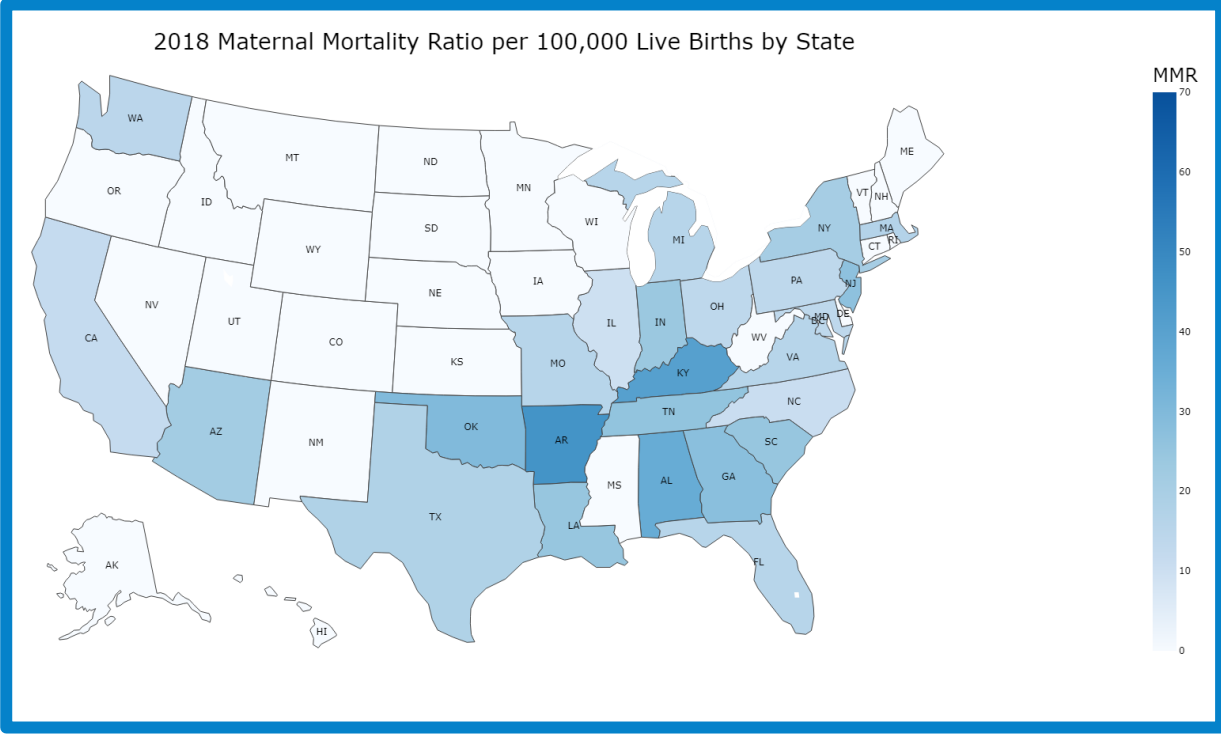 2018 Maternal Mortality Ratio per 100,000 Live Births by State
MMR
70
60
50
40
30
20
10
0
WA
MT
ND
MN
ME
OR
ID
SD
WI
VT
NH
WY
MI
NY
MA
RI
CT
NV
UT
NE
IA
PA
NJ
CA
CO
KS
IL
IN
OH
MD
DC
DE
WV
MO
KY
VA
AZ
NM
OK
AR
TN
NC
SC
TX
LA
MS
AL
GA
FL
AK
HI